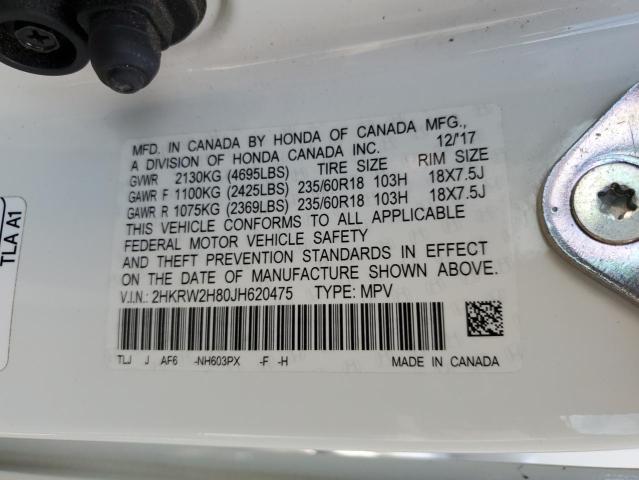 MFD. IN CANADA BY HONDA OF CANADA MFG.,
A DIVISION OF HONDA CANADA INC. 12/'17
GVWR 2130KG (4695LBS) TIRE SIZE RIM SIZE
GAWR F 1100KG (2425LBS) 235/60R18 103H 18X7.5J
GAWR R 1075KG (2369LBS) 235/60R18 103H 18X7.5J
THIS VEHICLE CONFORMS TO ALL APPLICABLE
FEDERAL MOTOR VEHICLE SAFETY
AND THEFT PREVENTION STANDARDS IN EFFECT
ON THE DATE OF MANUFACTURE SHOWN ABOVE.
V.I.N.: 2HKRW2H80JH620475 TYPE: MPV
TLJ J AF6 -NH603PX -F -H MADE IN CANADA
TLA A1